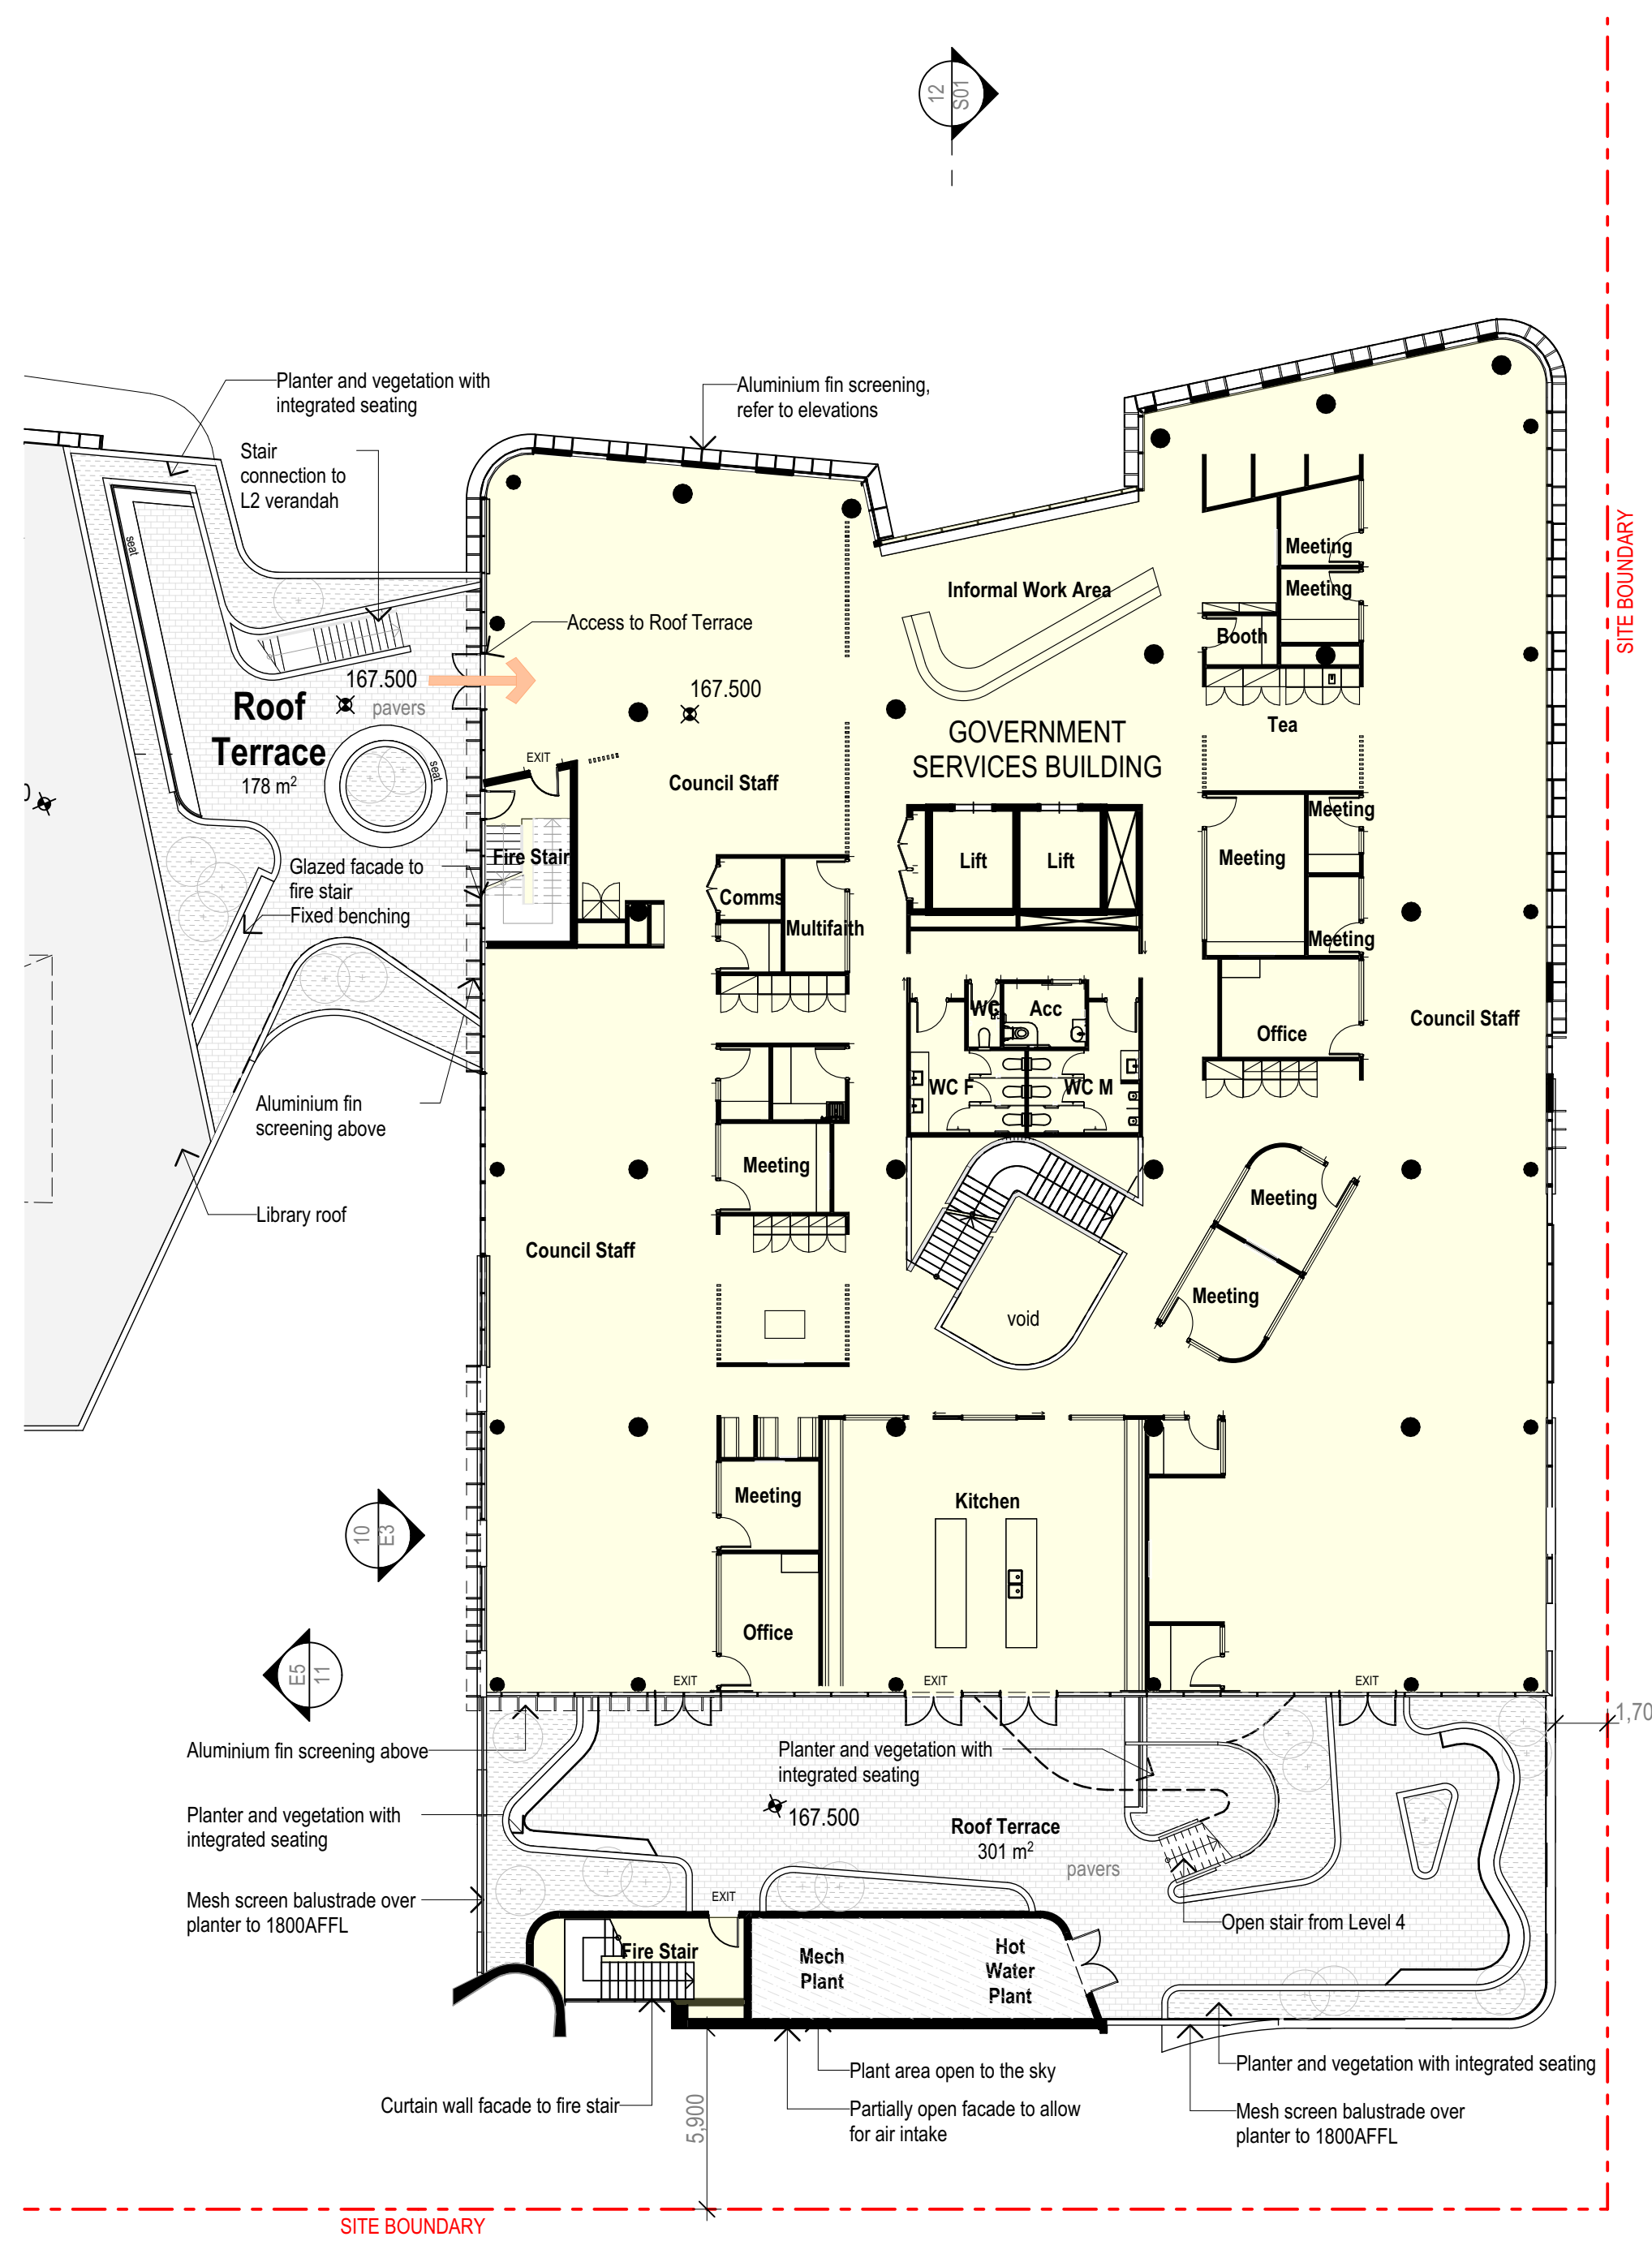 12
S01
Planter and vegetation with
integrated seating
Aluminium fin screening,
refer to elevations
Stair
connection to
L2 verandah
seat
SITE BOUNDARY
Meeting
Meeting
Informal Work Area
Booth
Access to Roof Terrace
167.500
pavers
Roof
Terrace
178 m²
167.500
Tea
GOVERNMENT
SERVICES BUILDING
EXIT
seat
Council Staff
Meeting
Fire Stair
Lift
Lift
Meeting
Glazed facade to
fire stair
Comms
Fixed benching
Multifaith
Meeting
WC
Acc
Council Staff
Office
WC F
WC M
Aluminium fin
screening above
Meeting
Meeting
Library roof
Council Staff
Meeting
void
Meeting
Kitchen
10
E3
Office
E5
11
EXIT
EXIT
EXIT
1,70
Aluminium fin screening above
Planter and vegetation with
integrated seating
Planter and vegetation with
integrated seating
167.500
Roof Terrace
301 m²
pavers
Mesh screen balustrade over
planter to 1800AFFL
EXIT
Open stair from Level 4
Fire Stair
Mech
Plant
Hot
Water
Plant
Planter and vegetation with integrated seating
Plant area open to the sky
Curtain wall facade to fire stair
5,900
Partially open facade to allow
for air intake
Mesh screen balustrade over
planter to 1800AFFL
SITE BOUNDARY